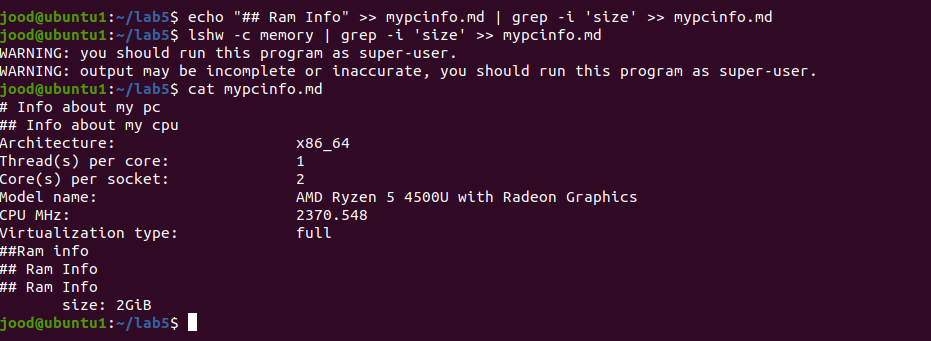 jood@ubuntu1:~/lab5$ echo "## Ram Info" >> mypcinfo.md | grep -i 'size' >> mypcinfo.md
jood@ubuntu1:~/lab5$ lshw -c memory | grep -i 'size' >> mypcinfo.md
WARNING: you should run this program as super-user.
WARNING: output may be incomplete or inaccurate, you should run this program as super-user.
jood@ubuntu1:~/lab5$ cat mypcinfo.md
# Info about my pc
## Info about my cpu
Architecture:                    x86_64
Thread(s) per core:              1
Core(s) per socket:              2
Model name:                      AMD Ryzen 5 4500U with Radeon Graphics
CPU MHz:                         2370.548
Virtualization type:             full
##Ram info
## Ram Info
## Ram Info
       size: 2GiB
jood@ubuntu1:~/lab5$